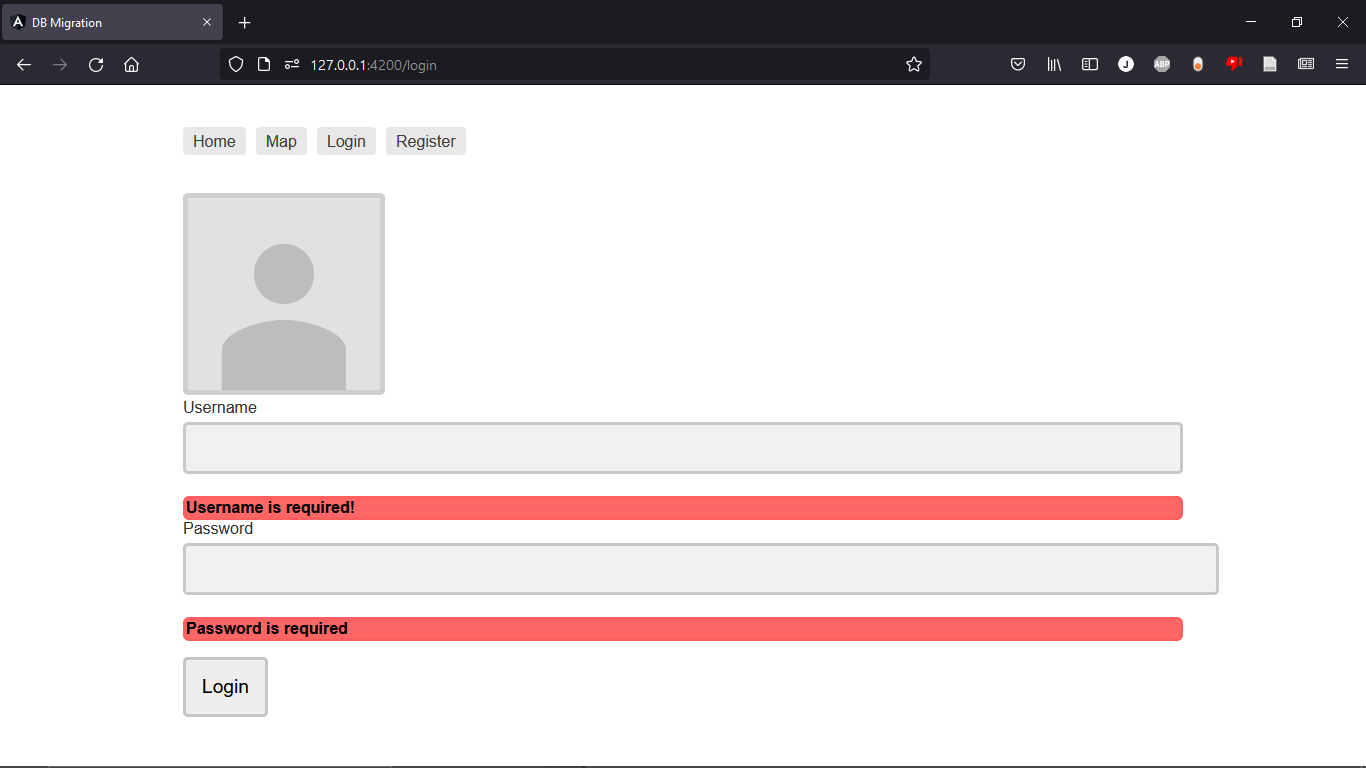 DB Migration
127.0.0.1:4200/login
J
ABP
Home Map Login Register
Username
Username is required!
Password
Password is required
Login